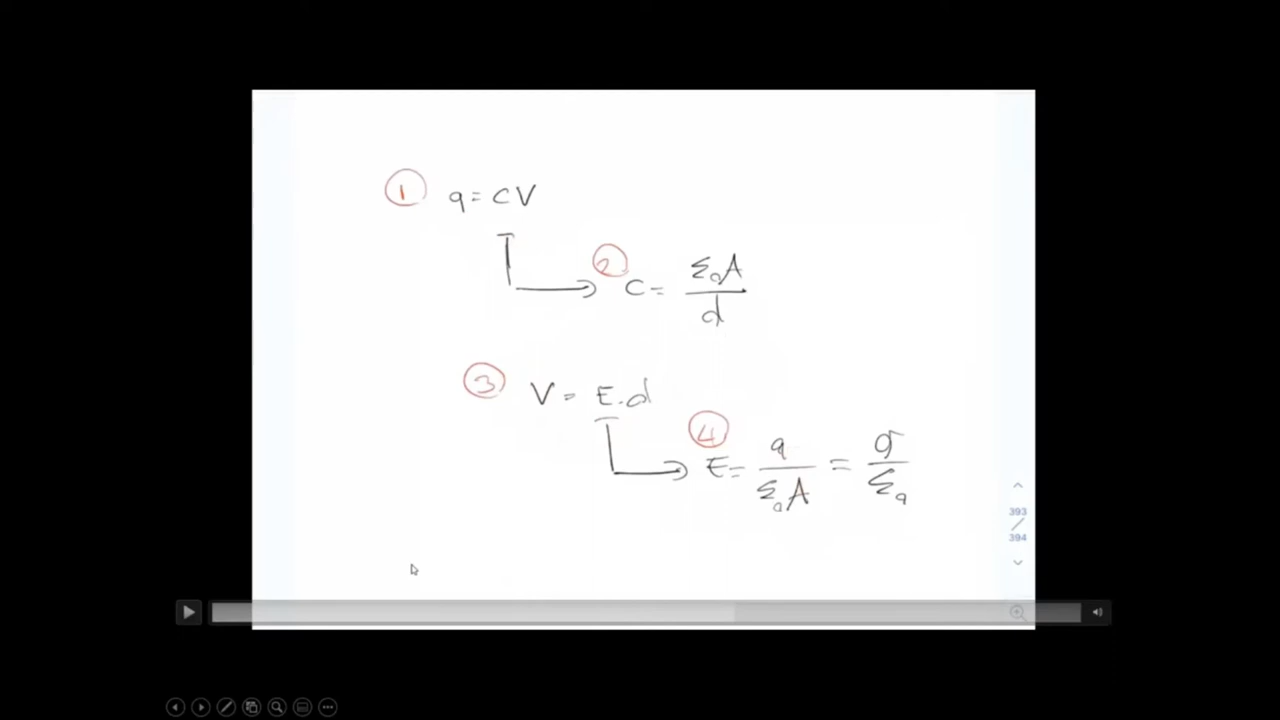 ① q = CV
② C = ε₀A / d
③ V = E.d
④ E = q / ε₀A = σ / ε₀
393
/
394